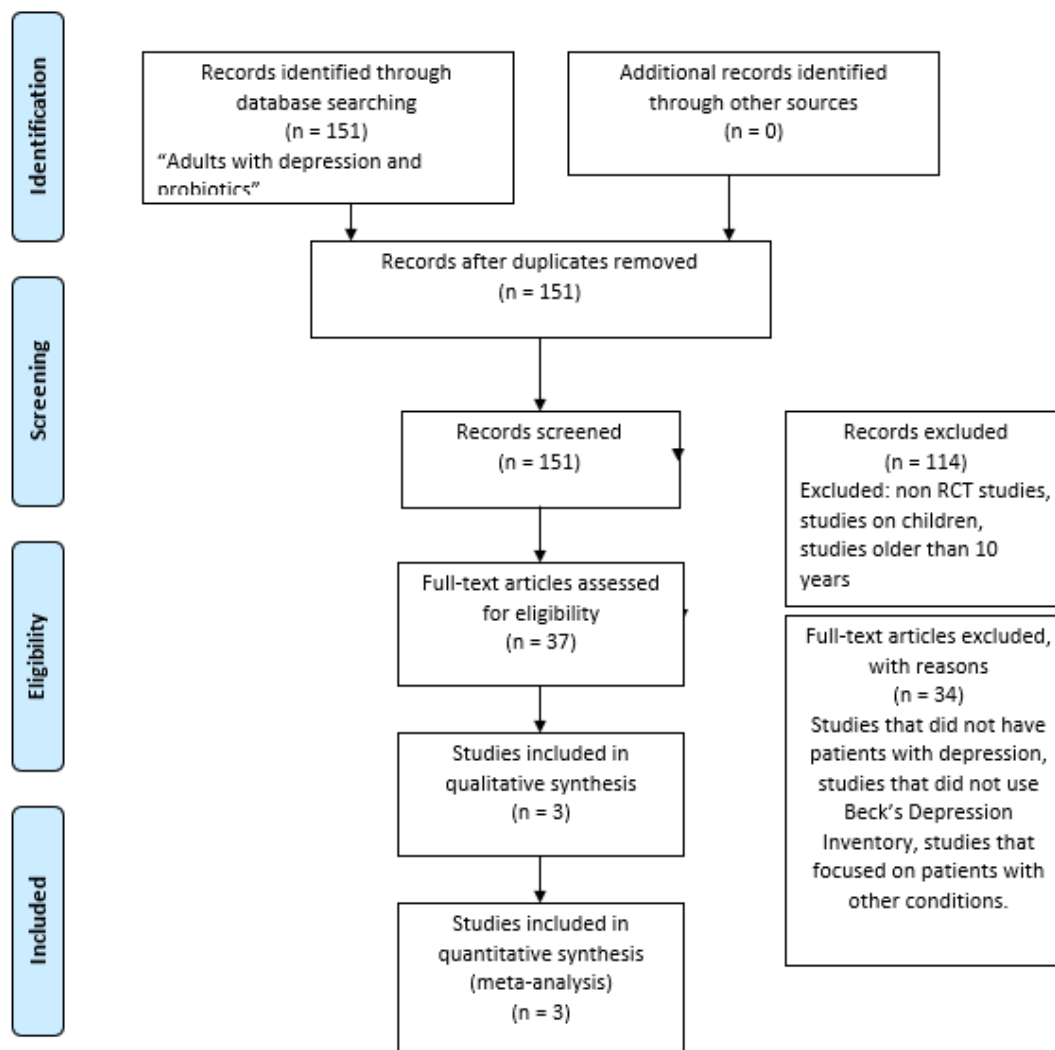 Identification
Records identified through
database searching
(n = 151)
“Adults with depression and
probiotics”
Additional records identified
through other sources
(n = 0)
Records after duplicates removed
(n = 151)
Screening
Records screened
(n = 151)
Records excluded
(n = 114)
Excluded: non RCT studies,
studies on children,
studies older than 10
years
Eligibility
Full-text articles assessed
for eligibility
(n = 37)
Full-text articles excluded,
with reasons
(n = 34)
Studies that did not have
patients with depression,
studies that did not use
Beck’s Depression
Inventory, studies that
focused on patients with
other conditions.
Studies included in
qualitative synthesis
(n = 3)
Included
Studies included in
quantitative synthesis
(meta-analysis)
(n = 3)